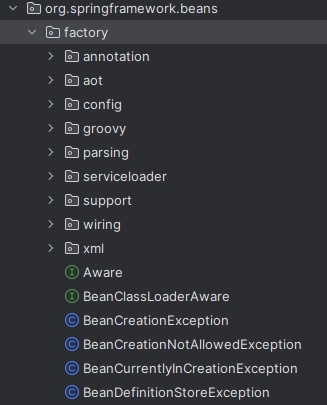 org.springframework.beans
factory
annotation
aot
config
groovy
parsing
serviceloader
support
wiring
xml
I Aware
I BeanClassLoaderAware
C BeanCreationException
C BeanCreationNotAllowedException
C BeanCurrentlyInCreationException
C BeanDefinitionStoreException